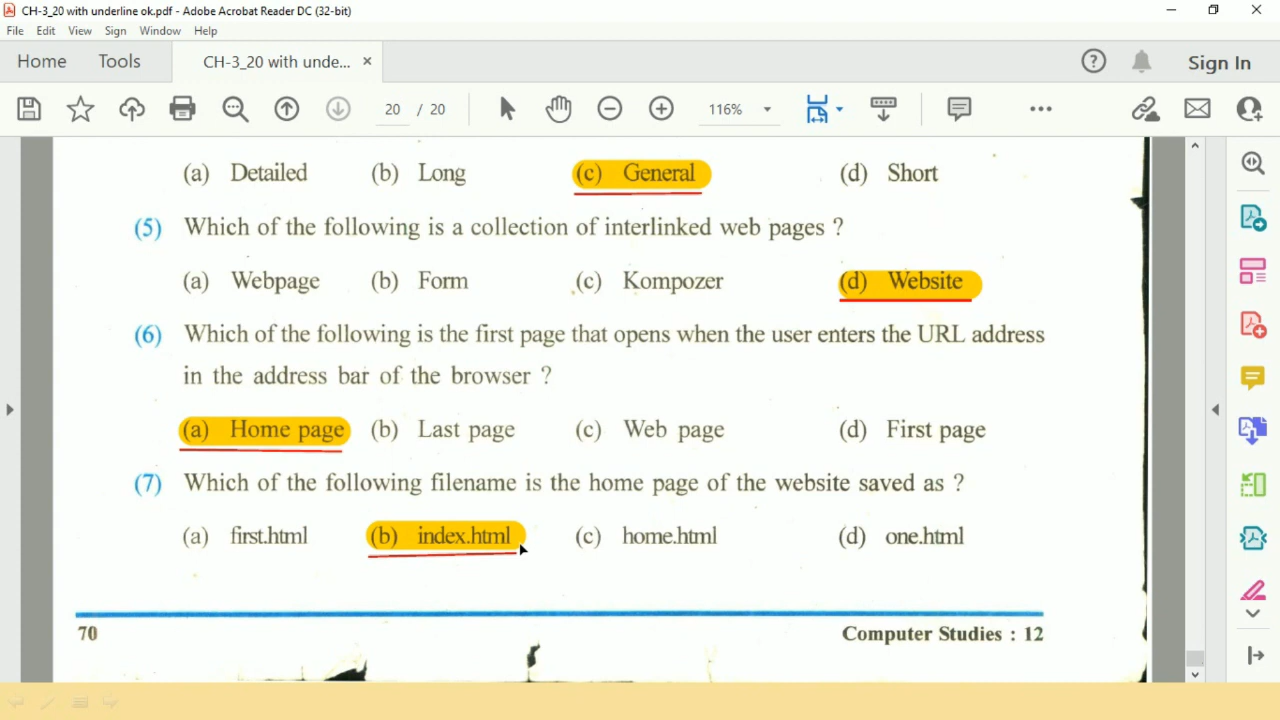 CH-3_20 with underline ok.pdf - Adobe Acrobat Reader DC (32-bit)
File Edit View Sign Window Help
Home Tools CH-3_20 with unde... × Sign In
20 / 20 116%
(a) Detailed (b) Long (c) General (d) Short
(5) Which of the following is a collection of interlinked web pages ?
(a) Webpage (b) Form (c) Kompozer (d) Website
(6) Which of the following is the first page that opens when the user enters the URL address
in the address bar of the browser ?
(a) Home page (b) Last page (c) Web page (d) First page
(7) Which of the following filename is the home page of the website saved as ?
(a) first.html (b) index.html (c) home.html (d) one.html
70 Computer Studies : 12